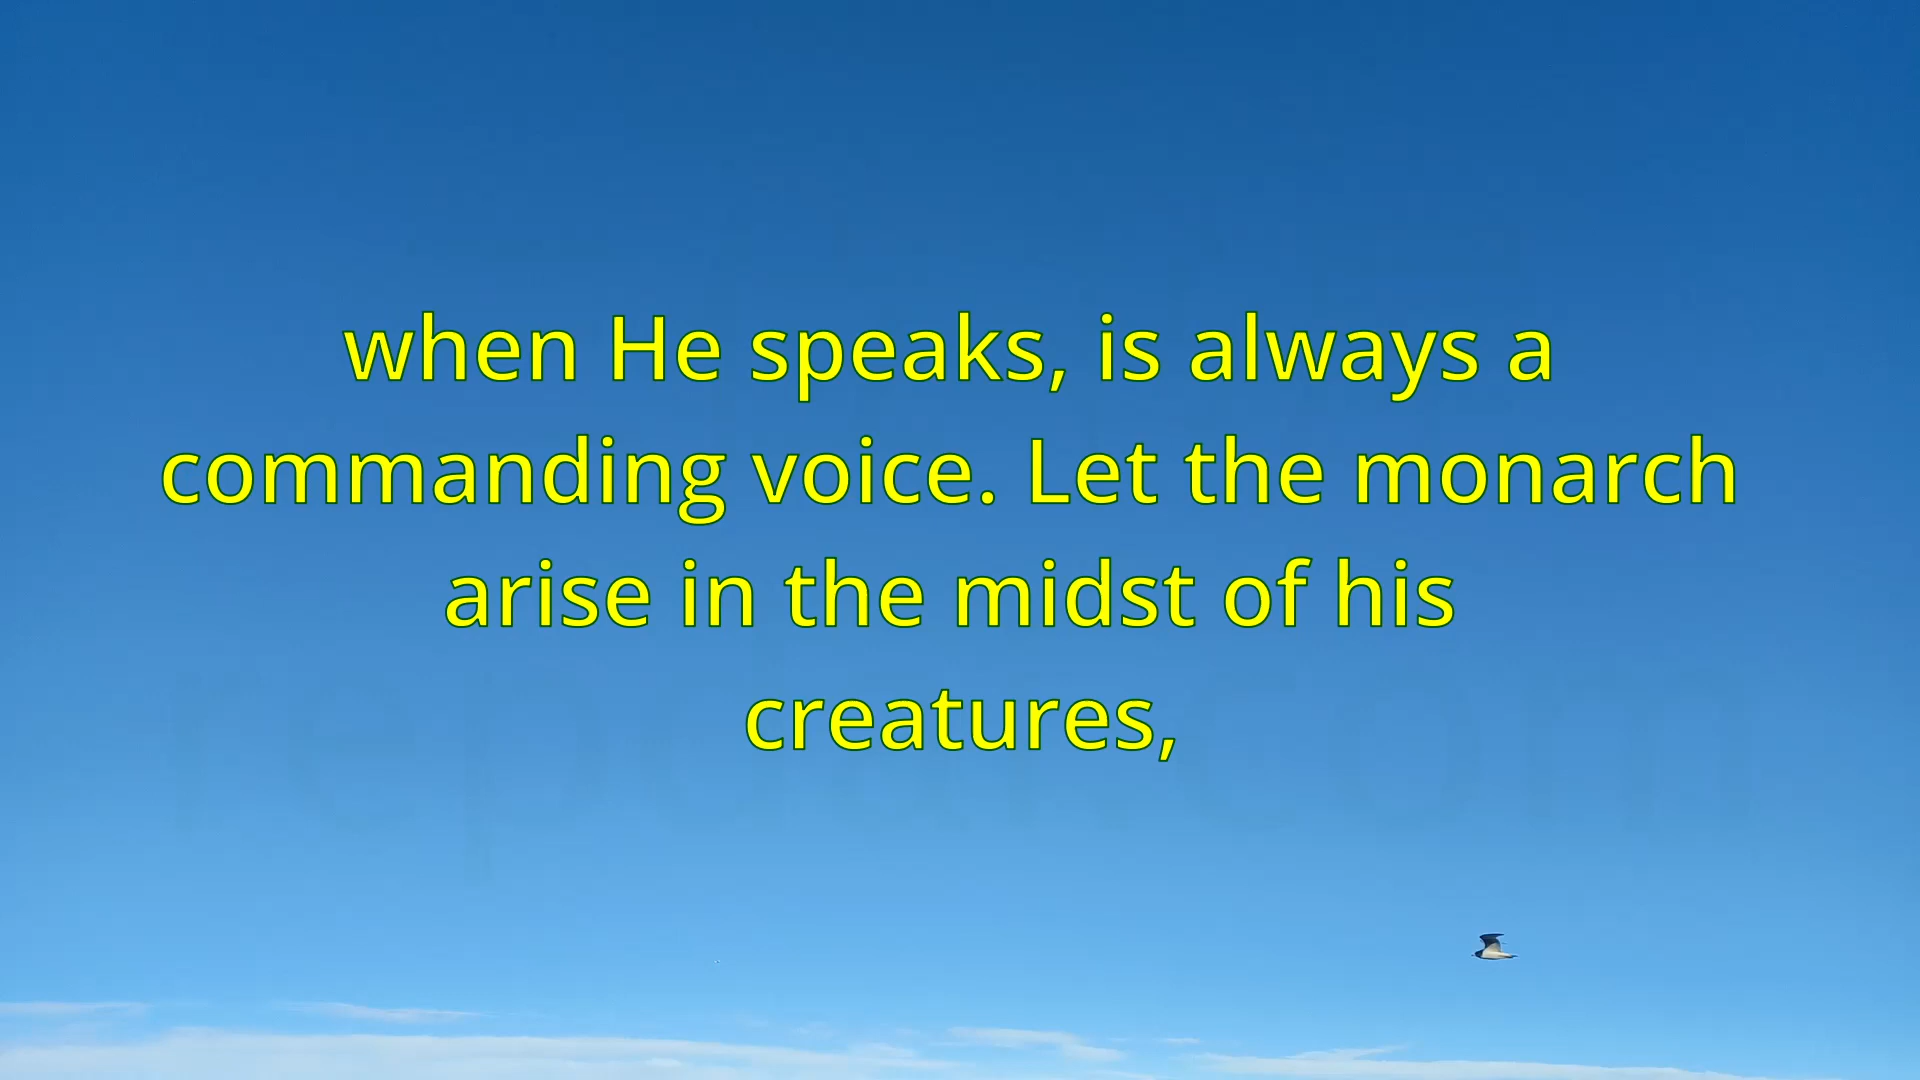 when He speaks, is always a
commanding voice. Let the monarch
arise in the midst of his
creatures,